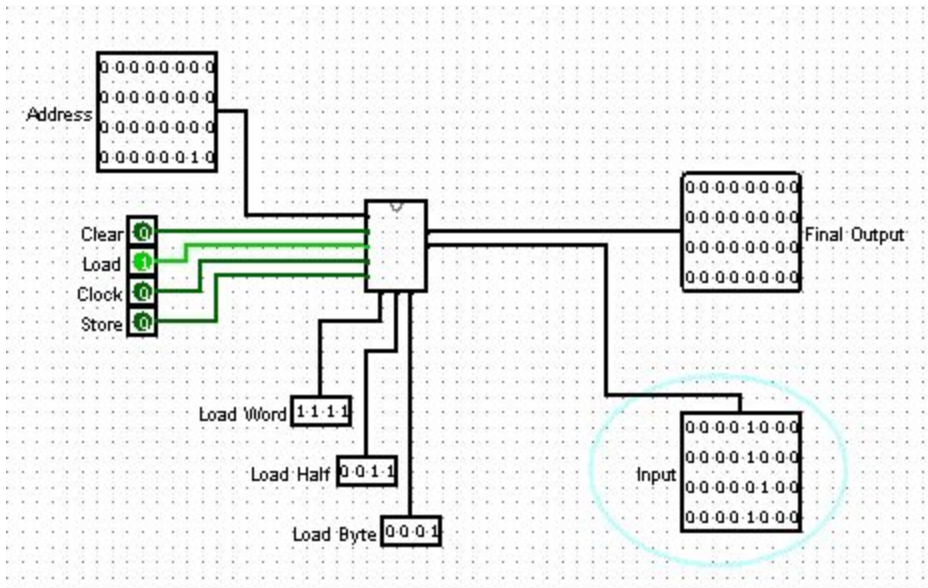 0 0 0 0 0 0 0 0
0 0 0 0 0 0 0 0
Address
0 0 0 0 0 0 0 0
0 0 0 0 0 0 1 0
Clear 0
Load 1
Clock 0
Store 0
0 0 0 0 0 0 0 0
0 0 0 0 0 0 0 0
Final Output
0 0 0 0 0 0 0 0
0 0 0 0 0 0 0 0
Load Word 1 1 1 1
Load Half 0 0 1 1
Load Byte 0 0 0 1
0 0 0 0 1 0 0 0
0 0 0 0 1 0 0 0
Input
0 0 0 0 0 1 0 0
0 0 0 0 1 0 0 0